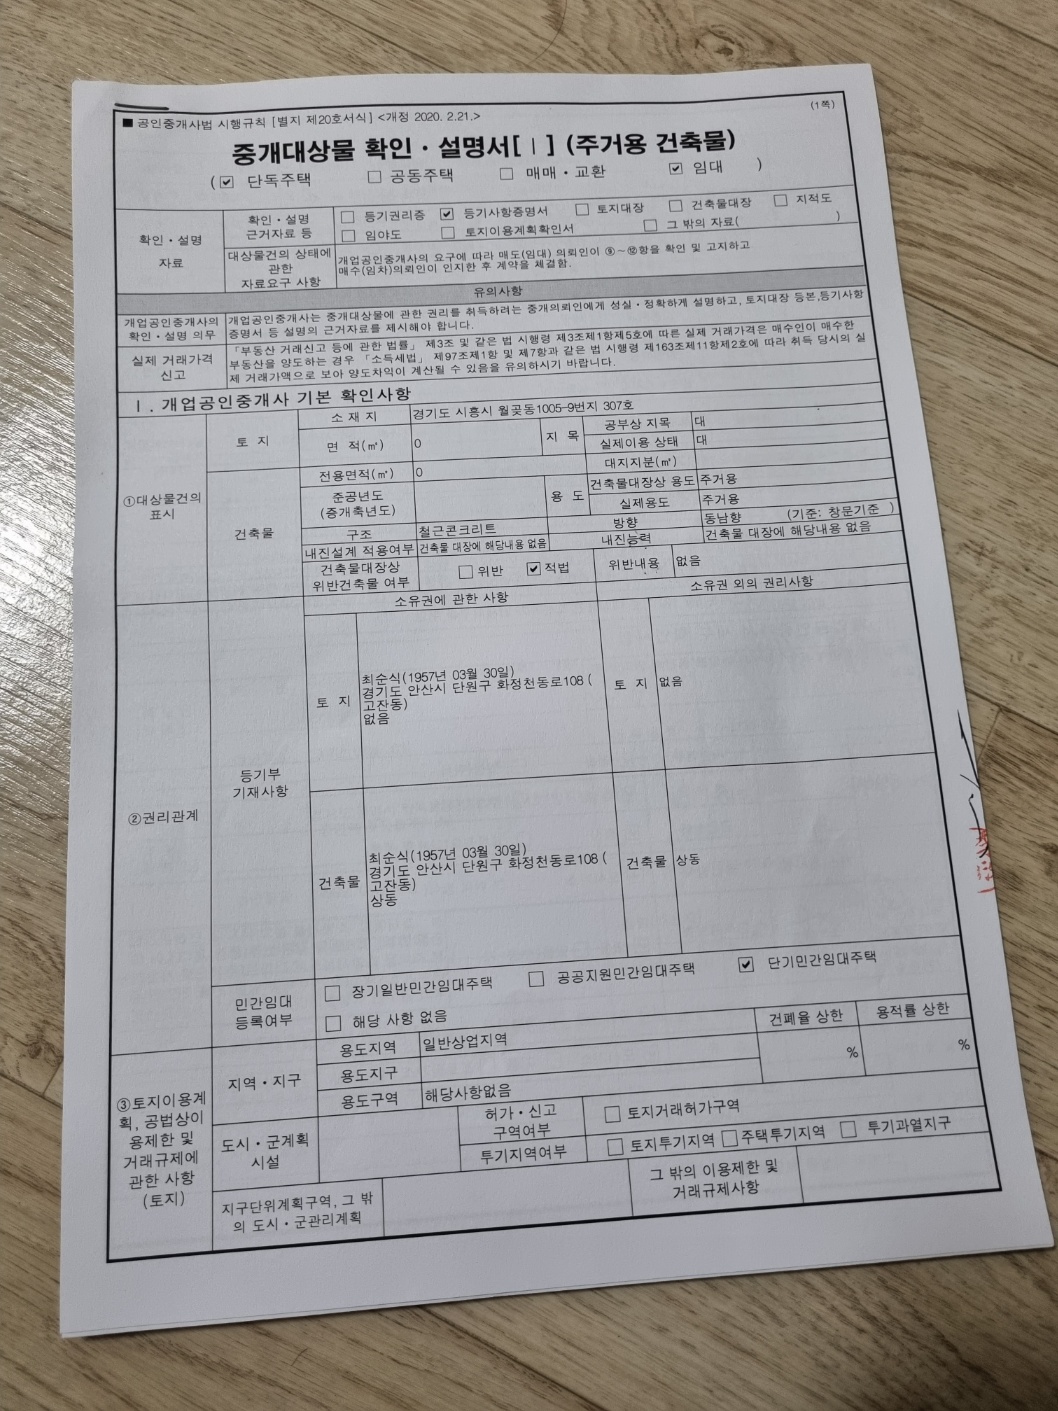 (1쪽)
■ 공인중개사법 시행규칙 [별지 제20호서식] <개정 2020. 2.21.>
중개대상물 확인 · 설명서[ Ⅰ ] (주거용 건축물)
( ☑ 단독주택 ☐ 공동주택 ☐ 매매 · 교환 ☑ 임대 )
확인 · 설명 자료
확인 · 설명
근거자료 등
☐ 등기권리증 ☑ 등기사항증명서 ☐ 토지대장 ☐ 건축물대장 ☐ 지적도
☐ 임야도 ☐ 토지이용계획확인서 ☐ 그 밖의 자료( )
대상물건의 상태에
관한
자료요구 사항
개업공인중개사의 요구에 따라 매도(임대) 의뢰인이 ⑨~⑫항을 확인 및 고지하고
매수(임차)의뢰인이 인지한 후 계약을 체결함.
유의사항
개업공인중개사의
확인 · 설명 의무
개업공인중개사는 중개대상물에 관한 권리를 취득하려는 중개의뢰인에게 성실 · 정확하게 설명하고, 토지대장 등본,등기사항
증명서 등 설명의 근거자료를 제시해야 합니다.
실제 거래가격
신고
「부동산 거래신고 등에 관한 법률」 제3조 및 같은 법 시행령 제3조제1항제5호에 따른 실제 거래가격은 매수인이 매수한
부동산을 양도하는 경우 「소득세법」 제97조제1항 및 제7항과 같은 법 시행령 제163조제11항제2호에 따라 취득 당시의 실
제 거래가액으로 보아 양도차익이 계산될 수 있음을 유의하시기 바랍니다.
Ⅰ. 개업공인중개사 기본 확인사항
①대상물건의
표시
토 지
소 재 지 경기도 시흥시 월곶동1005-9번지 307호
면 적(㎡) 0 지 목 공부상 지목 대
실제이용 상태 대
건축물
전용면적(㎡) 0 대지지분(㎡)
준공년도
(증개축년도)
용 도 건축물대장상 용도 주거용
실제용도 주거용
구조 철근콘크리트 방향 동남향 (기준: 창문기준 )
내진설계 적용여부 건축물 대장에 해당내용 없음 내진능력 건축물 대장에 해당내용 없음
건축물대장상
위반건축물 여부
☐ 위반 ☑ 적법 위반내용 없음
②권리관계
등기부
기재사항
소유권에 관한 사항 소유권 외의 권리사항
토 지
최순식(1957년 03월 30일)
경기도 안산시 단원구 화정천동로108 (
고잔동)
없음
토 지 없음
건축물
최순식(1957년 03월 30일)
경기도 안산시 단원구 화정천동로108 (
고잔동)
상동
건축물 상동
민간임대
등록여부
☐ 장기일반민간임대주택 ☐ 공공지원민간임대주택 ☑ 단기민간임대주택
☐ 해당 사항 없음
③토지이용계
획, 공법상이
용제한 및
거래규제에
관한 사항
(토지)
지역 · 지구
용도지역 일반상업지역 건폐율 상한 용적률 상한
용도지구 % %
용도구역 해당사항없음
도시 · 군계획
시설
허가 · 신고
구역여부
☐ 토지거래허가구역
투기지역여부 ☐ 토지투기지역 ☐ 주택투기지역 ☐ 투기과열지구
지구단위계획구역, 그 밖
의 도시 · 군관리계획
그 밖의 이용제한 및
거래규제사항